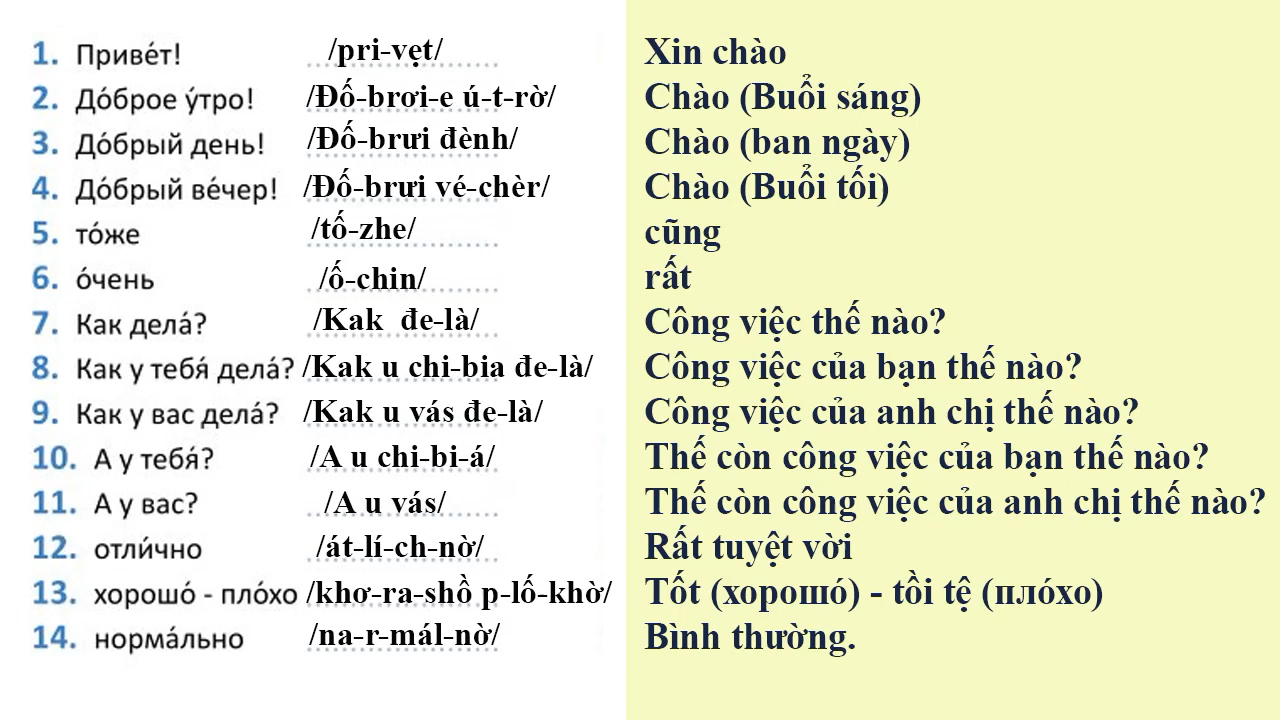 1. Приве́т! /pri-vẹt/ Xin chào
2. До́брое у́тро! /Đố-brơi-e ú-t-rờ/ Chào (Buổi sáng)
3. До́брый день! /Đố-brưi đènh/ Chào (ban ngày)
4. До́брый ве́чер! /Đố-brưi vé-chèr/ Chào (Buổi tối)
5. то́же /tố-zhe/ cũng
6. о́чень /ố-chin/ rất
7. Как дела́? /Kak đe-là/ Công việc thế nào?
8. Как у тебя́ дела́? /Kak u chi-bia đe-là/ Công việc của bạn thế nào?
9. Как у вас дела́? /Kak u vás đe-là/ Công việc của anh chị thế nào?
10. А у тебя́? /A u chi-bi-á/ Thế còn công việc của bạn thế nào?
11. А у вас? /A u vás/ Thế còn công việc của anh chị thế nào?
12. отли́чно /át-lí-ch-nờ/ Rất tuyệt vời
13. хорошо́ - пло́хо /khơ-ra-shồ p-lố-khờ/ Tốt (хорошо́) - tồi tệ (пло́хо)
14. норма́льно /na-r-mál-nờ/ Bình thường.